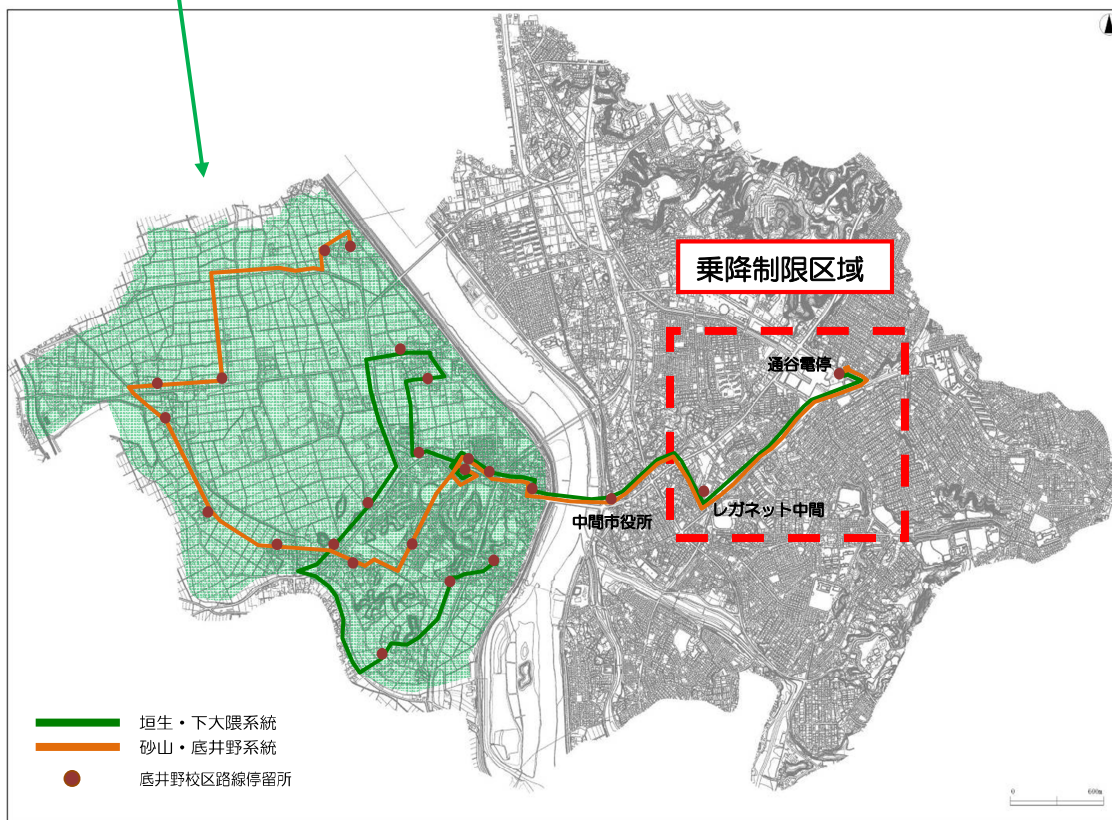 乗降制限区域
通谷電停
レガネット中間
中間市役所
垣生・下大隈系統
砂山・底井野系統
底井野校区路線停留所
0 600m